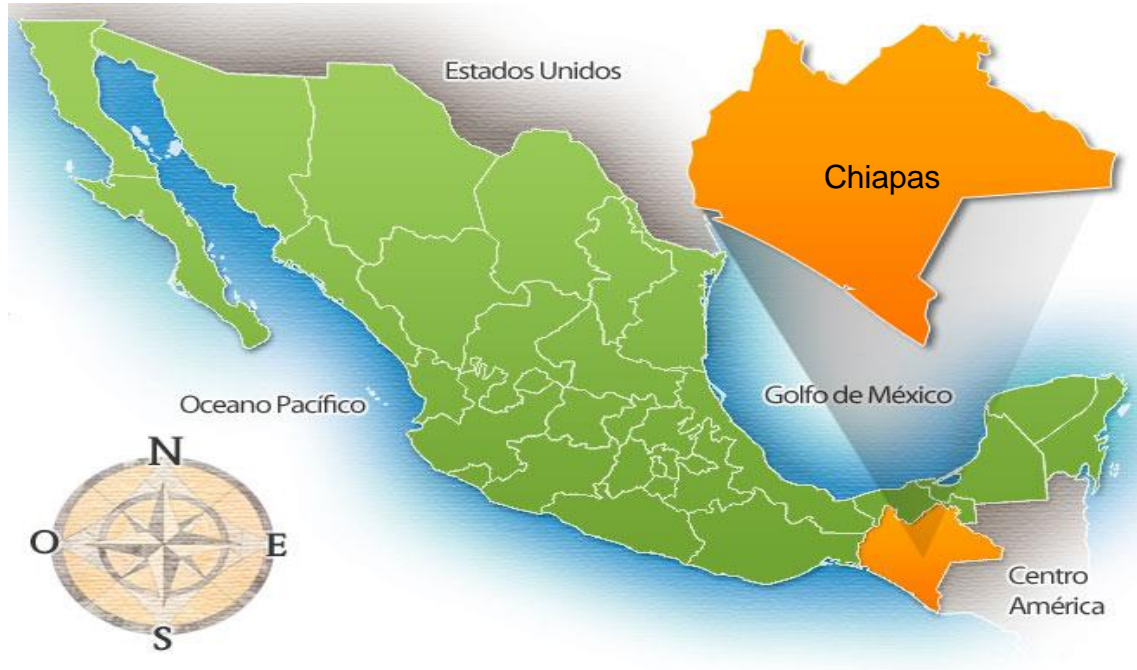 Estados Unidos
Chiapas
Oceano Pacífico
Golfo de México
N
O
E
S
Centro
América